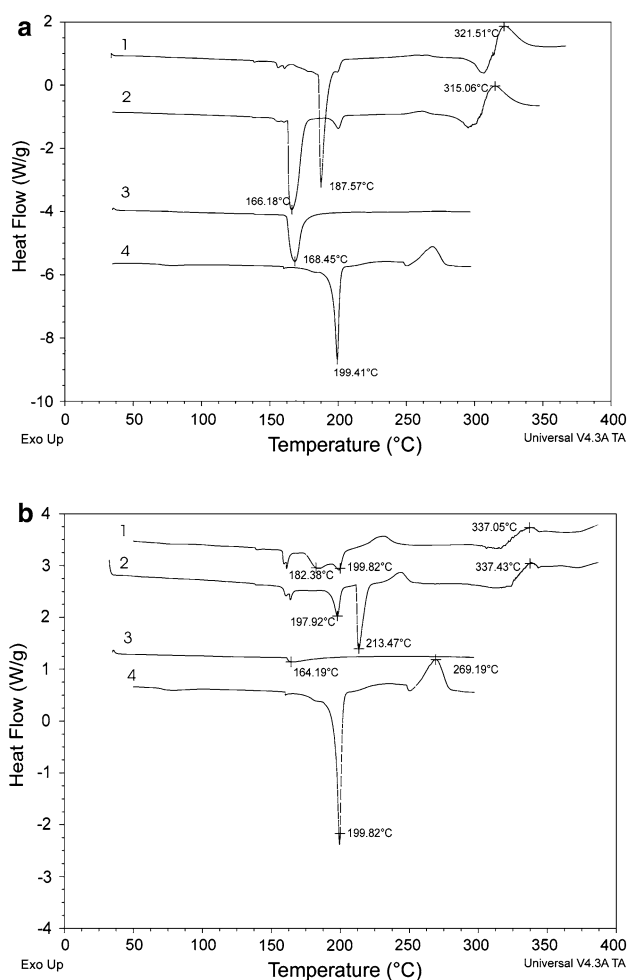 a
2
0
-2
-4
-6
-8
-10
Heat Flow (W/g)
1
2
3
4
321.51°C
315.06°C
187.57°C
166.18°C
168.45°C
199.41°C
0 50 100 150 200 250 300 350 400
Exo Up
Temperature (°C)
Universal V4.3A TA
b
4
3
2
1
0
-1
-2
-3
-4
Heat Flow (W/g)
1
2
3
4
337.05°C
182.38°C
199.82°C
337.43°C
197.92°C
213.47°C
164.19°C
269.19°C
199.82°C
0 50 100 150 200 250 300 350 400
Exo Up
Temperature (°C)
Universal V4.3A TA